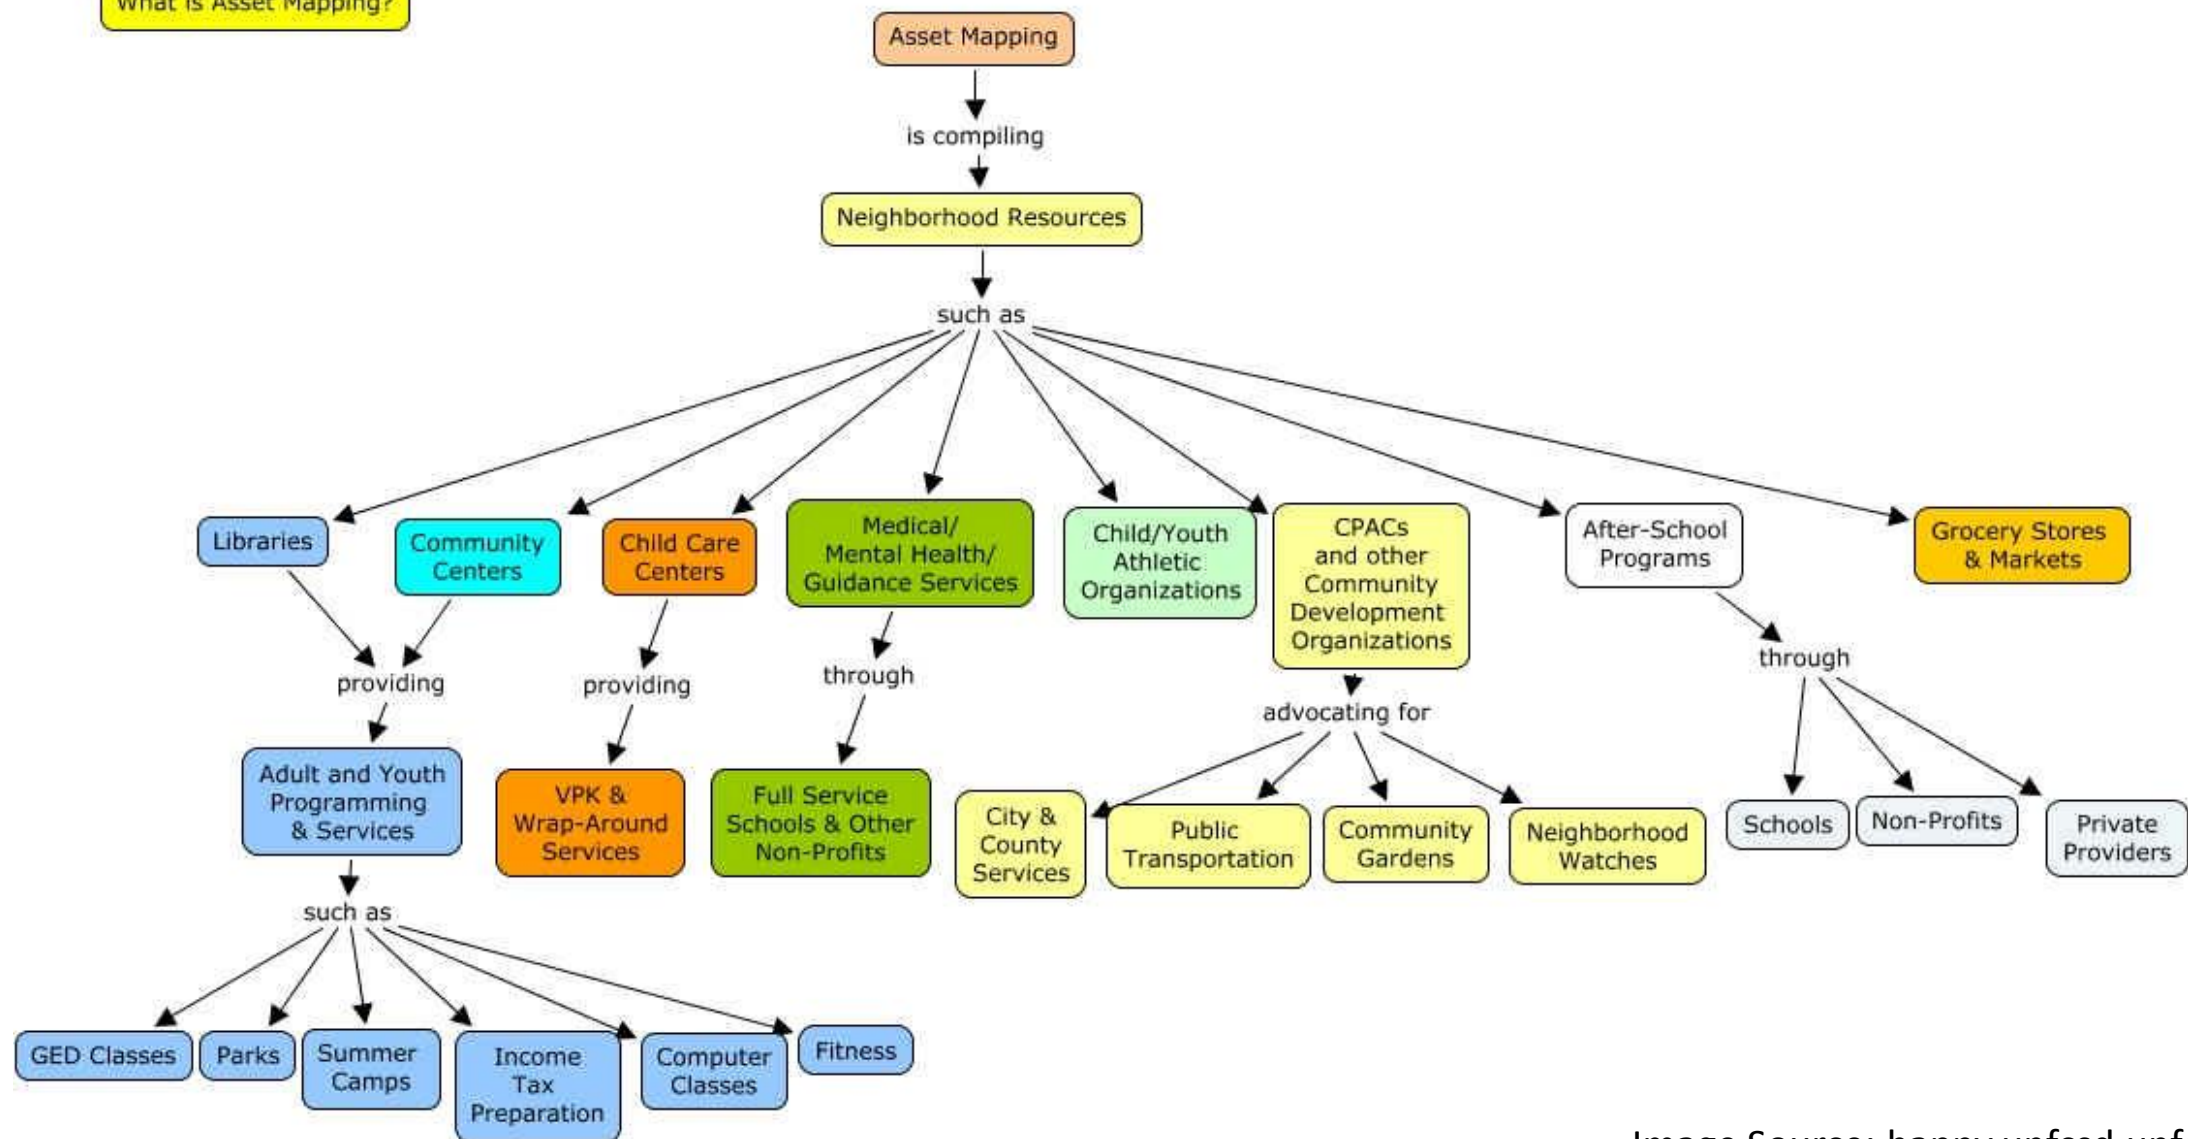 What is Asset Mapping?
Asset Mapping
is compiling
Neighborhood Resources
such as
Libraries
Community
Centers
Child Care
Centers
Medical/
Mental Health/
Guidance Services
Child/Youth
Athletic
Organizations
CPACs
and other
Community
Development
Organizations
After-School
Programs
Grocery Stores
& Markets
providing
providing
through
advocating for
through
Adult and Youth
Programming
& Services
VPK &
Wrap-Around
Services
Full Service
Schools & Other
Non-Profits
City &
County
Services
Public
Transportation
Community
Gardens
Neighborhood
Watches
Schools
Non-Profits
Private
Providers
such as
GED Classes
Parks
Summer
Camps
Income
Tax
Preparation
Computer
Classes
Fitness
Image Source: